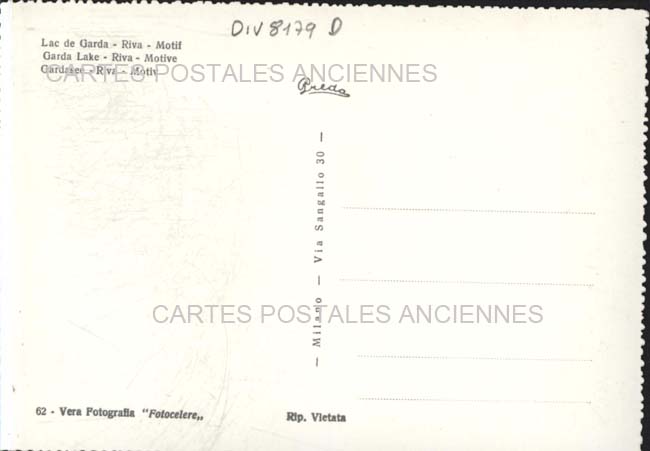 DIV 8179 D
Lac de Garda - Riva - Motif
Garda Lake - Riva - Motive
Gardasee - Riva - Motiv
CARTES POSTALES ANCIENNES
Preda
— Milano — Via Sangallo 30 —
CARTES POSTALES ANCIENNES
62 - Vera Fotografia "Fotocelere„
Rip. Vietata